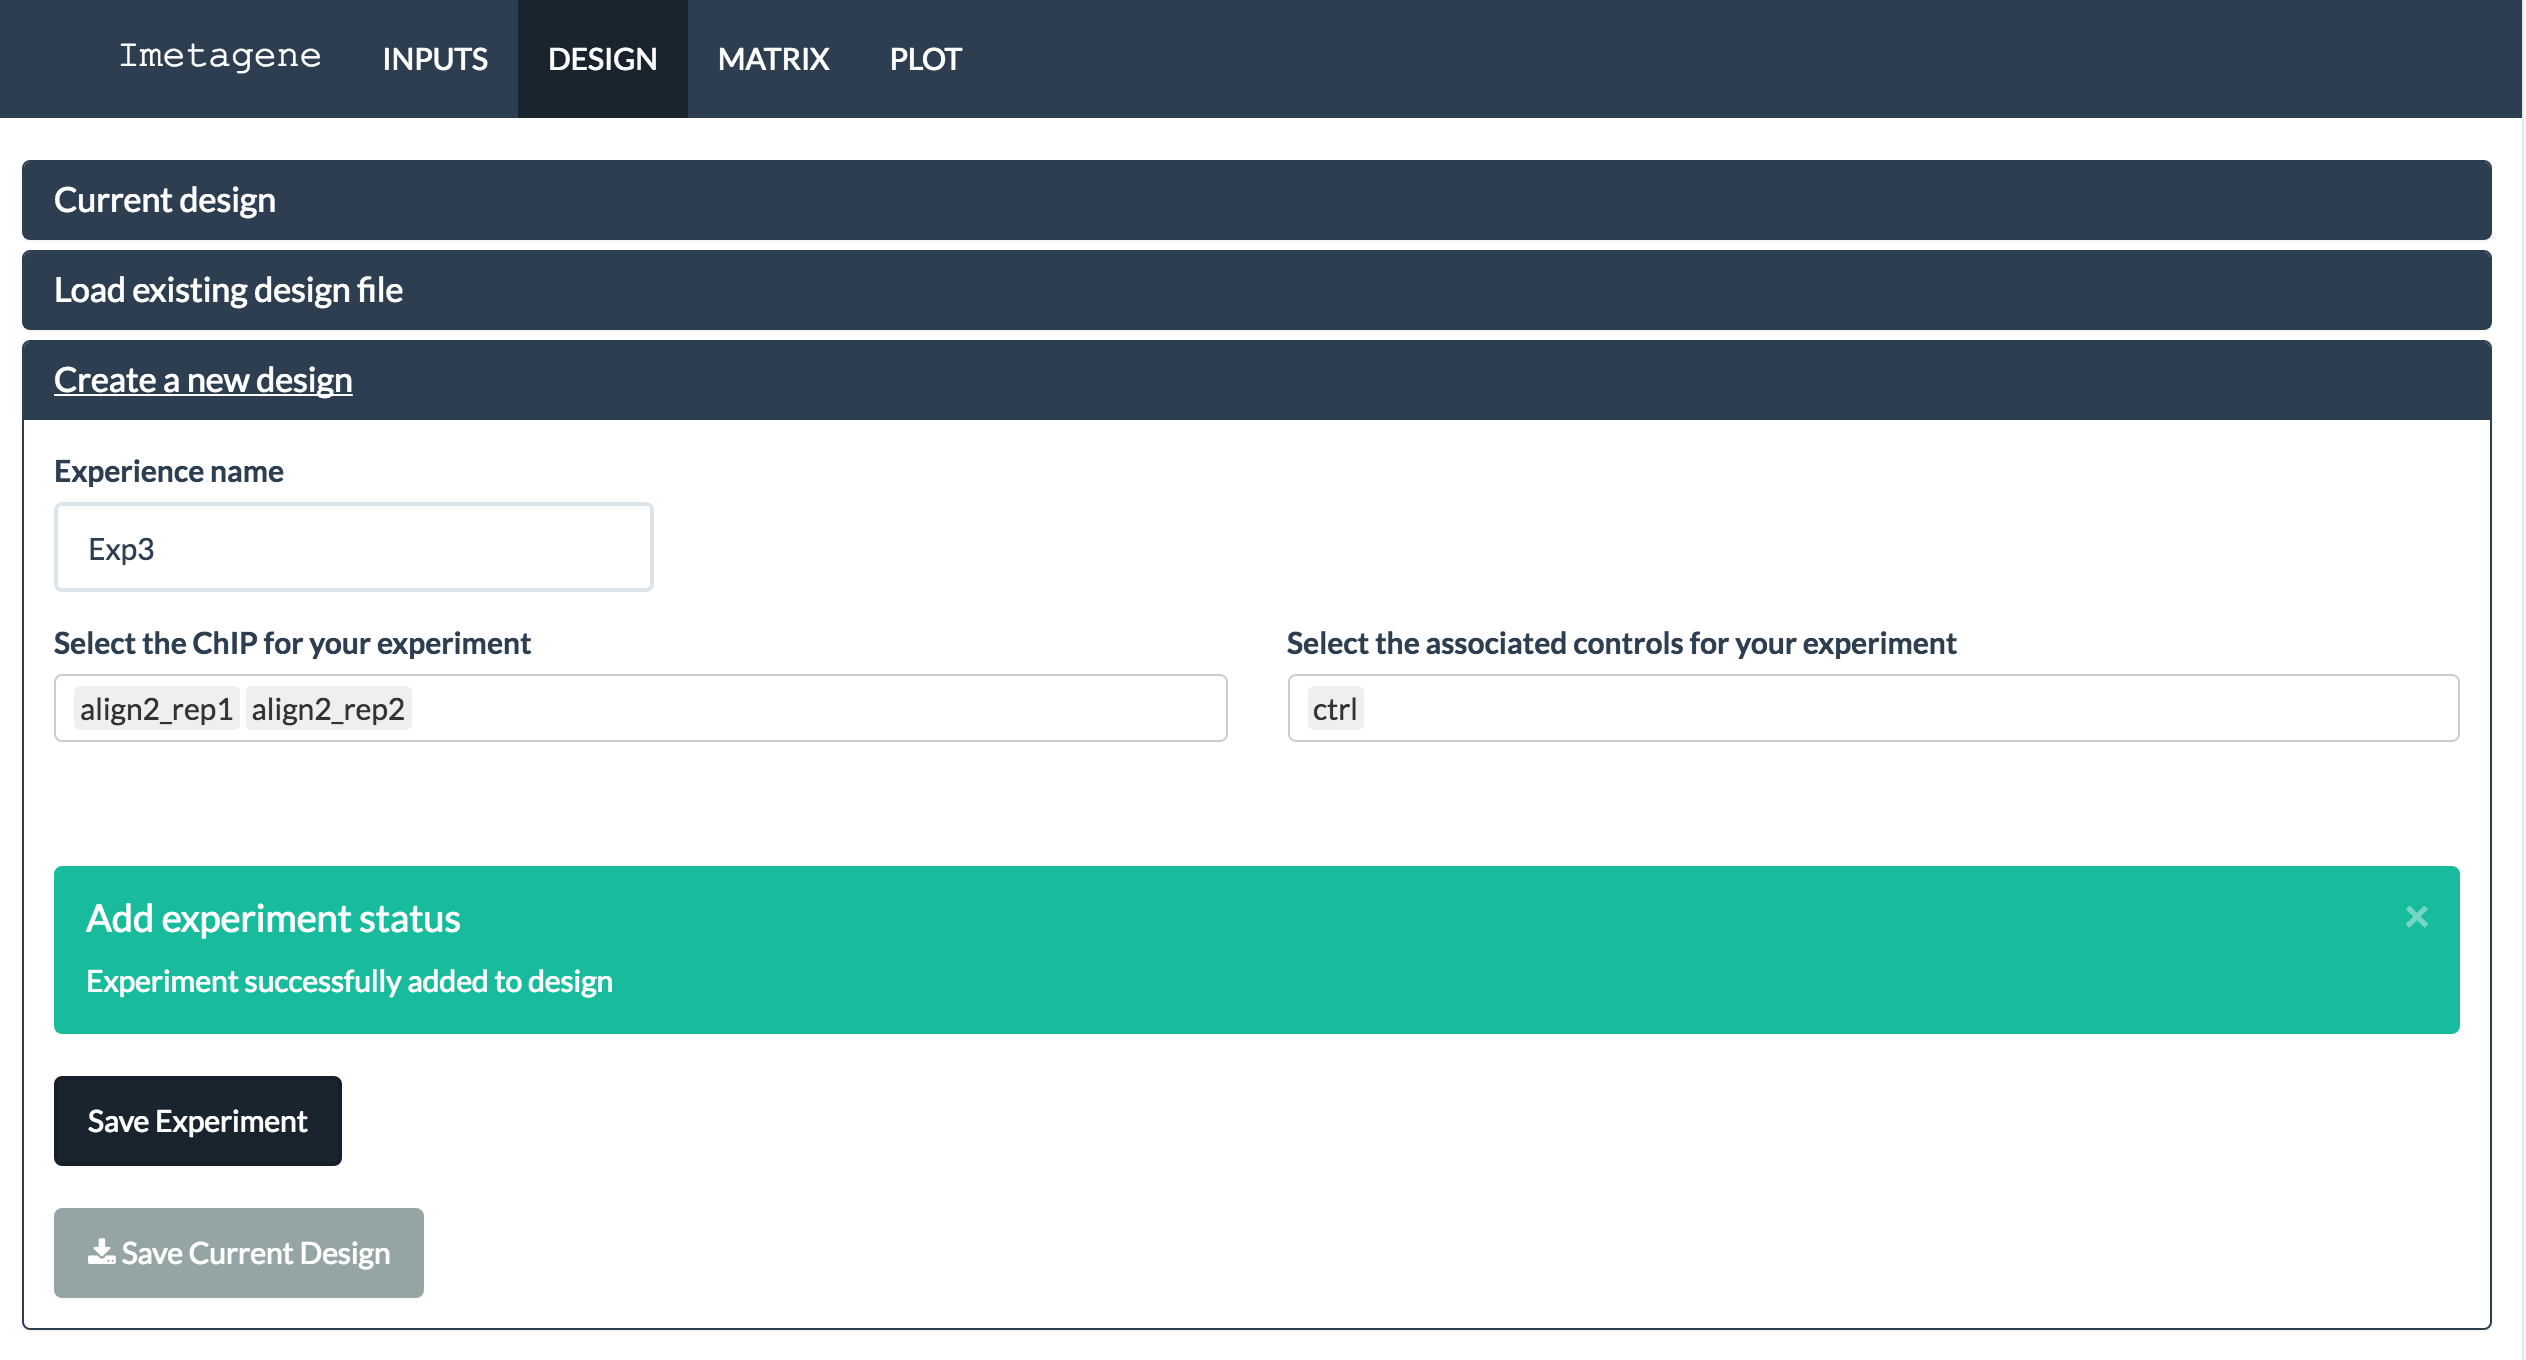 Imetagene INPUTS DESIGN MATRIX PLOT
Current design
Load existing design file
Create a new design
Experience name
Exp3
Select the ChIP for your experiment
align2_rep1 align2_rep2
Select the associated controls for your experiment
ctrl
Add experiment status
×
Experiment successfully added to design
Save Experiment
Save Current Design